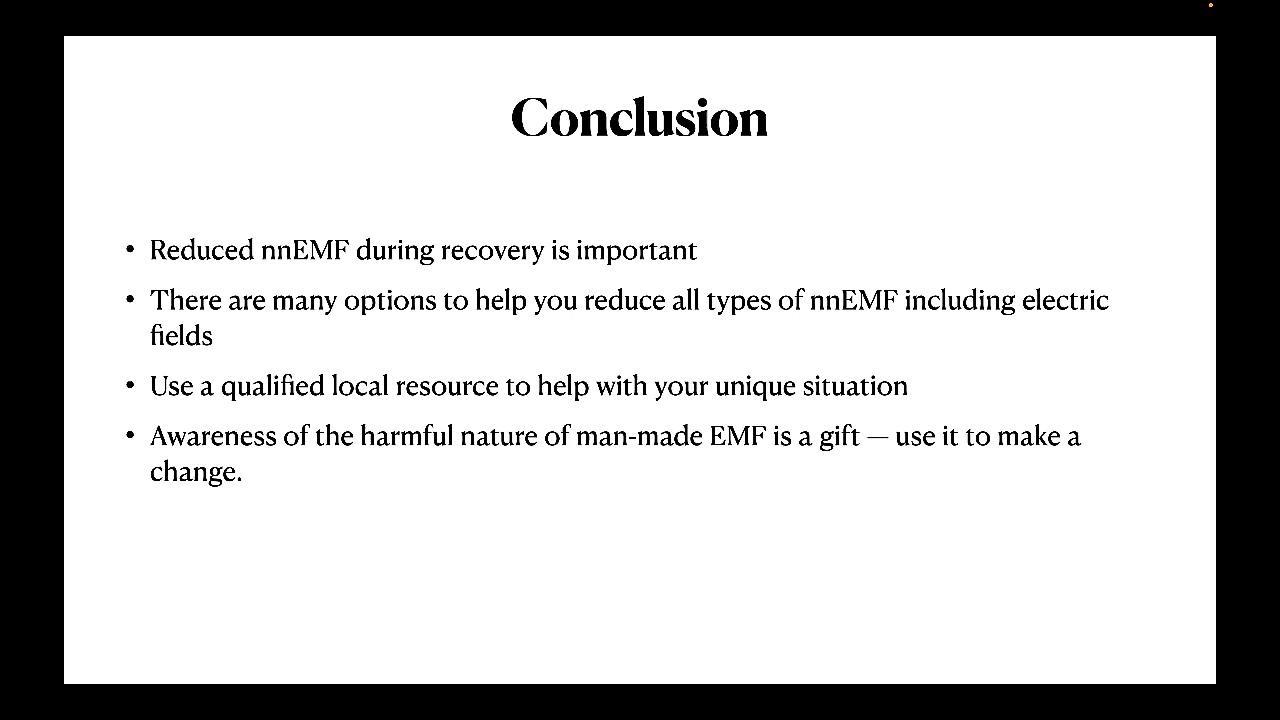 Conclusion
• Reduced nnEMF during recovery is important
• There are many options to help you reduce all types of nnEMF including electric
fields
• Use a qualified local resource to help with your unique situation
• Awareness of the harmful nature of man-made EMF is a gift — use it to make a
change.